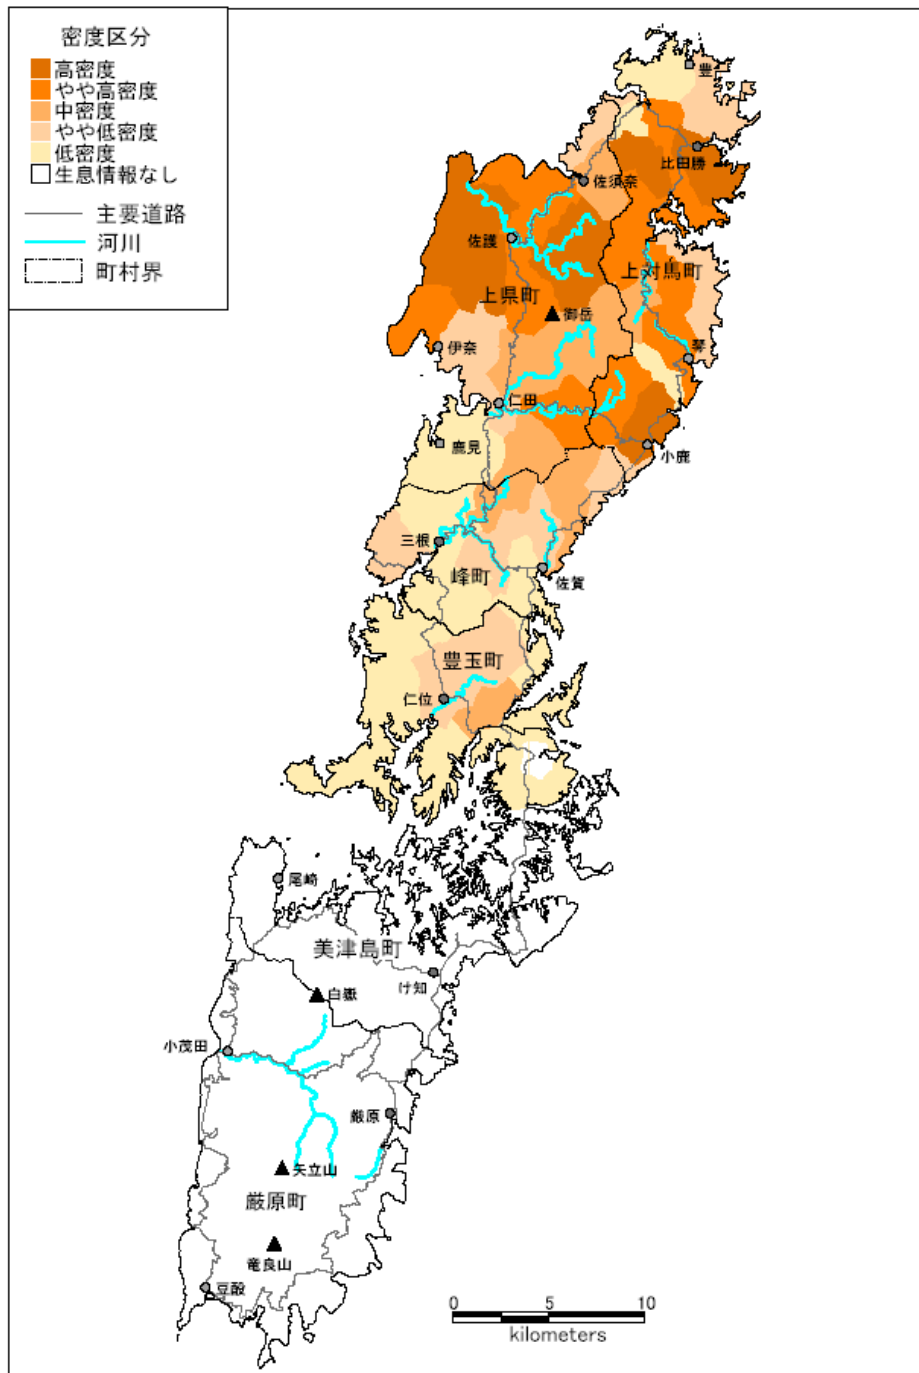 密度区分
高密度
やや高密度
中密度
やや低密度
低密度
生息情報なし
主要道路
河川
町村界
豊
比田勝
佐須奈
佐護
上対馬町
上県町
御岳
伊奈
琴
仁田
鹿見
小鹿
三根
峰町
佐賀
豊玉町
仁位
尾崎
美津島町
け知
白嶽
小茂田
厳原
矢立山
厳原町
竜良山
豆酘
0 5 10
kilometers